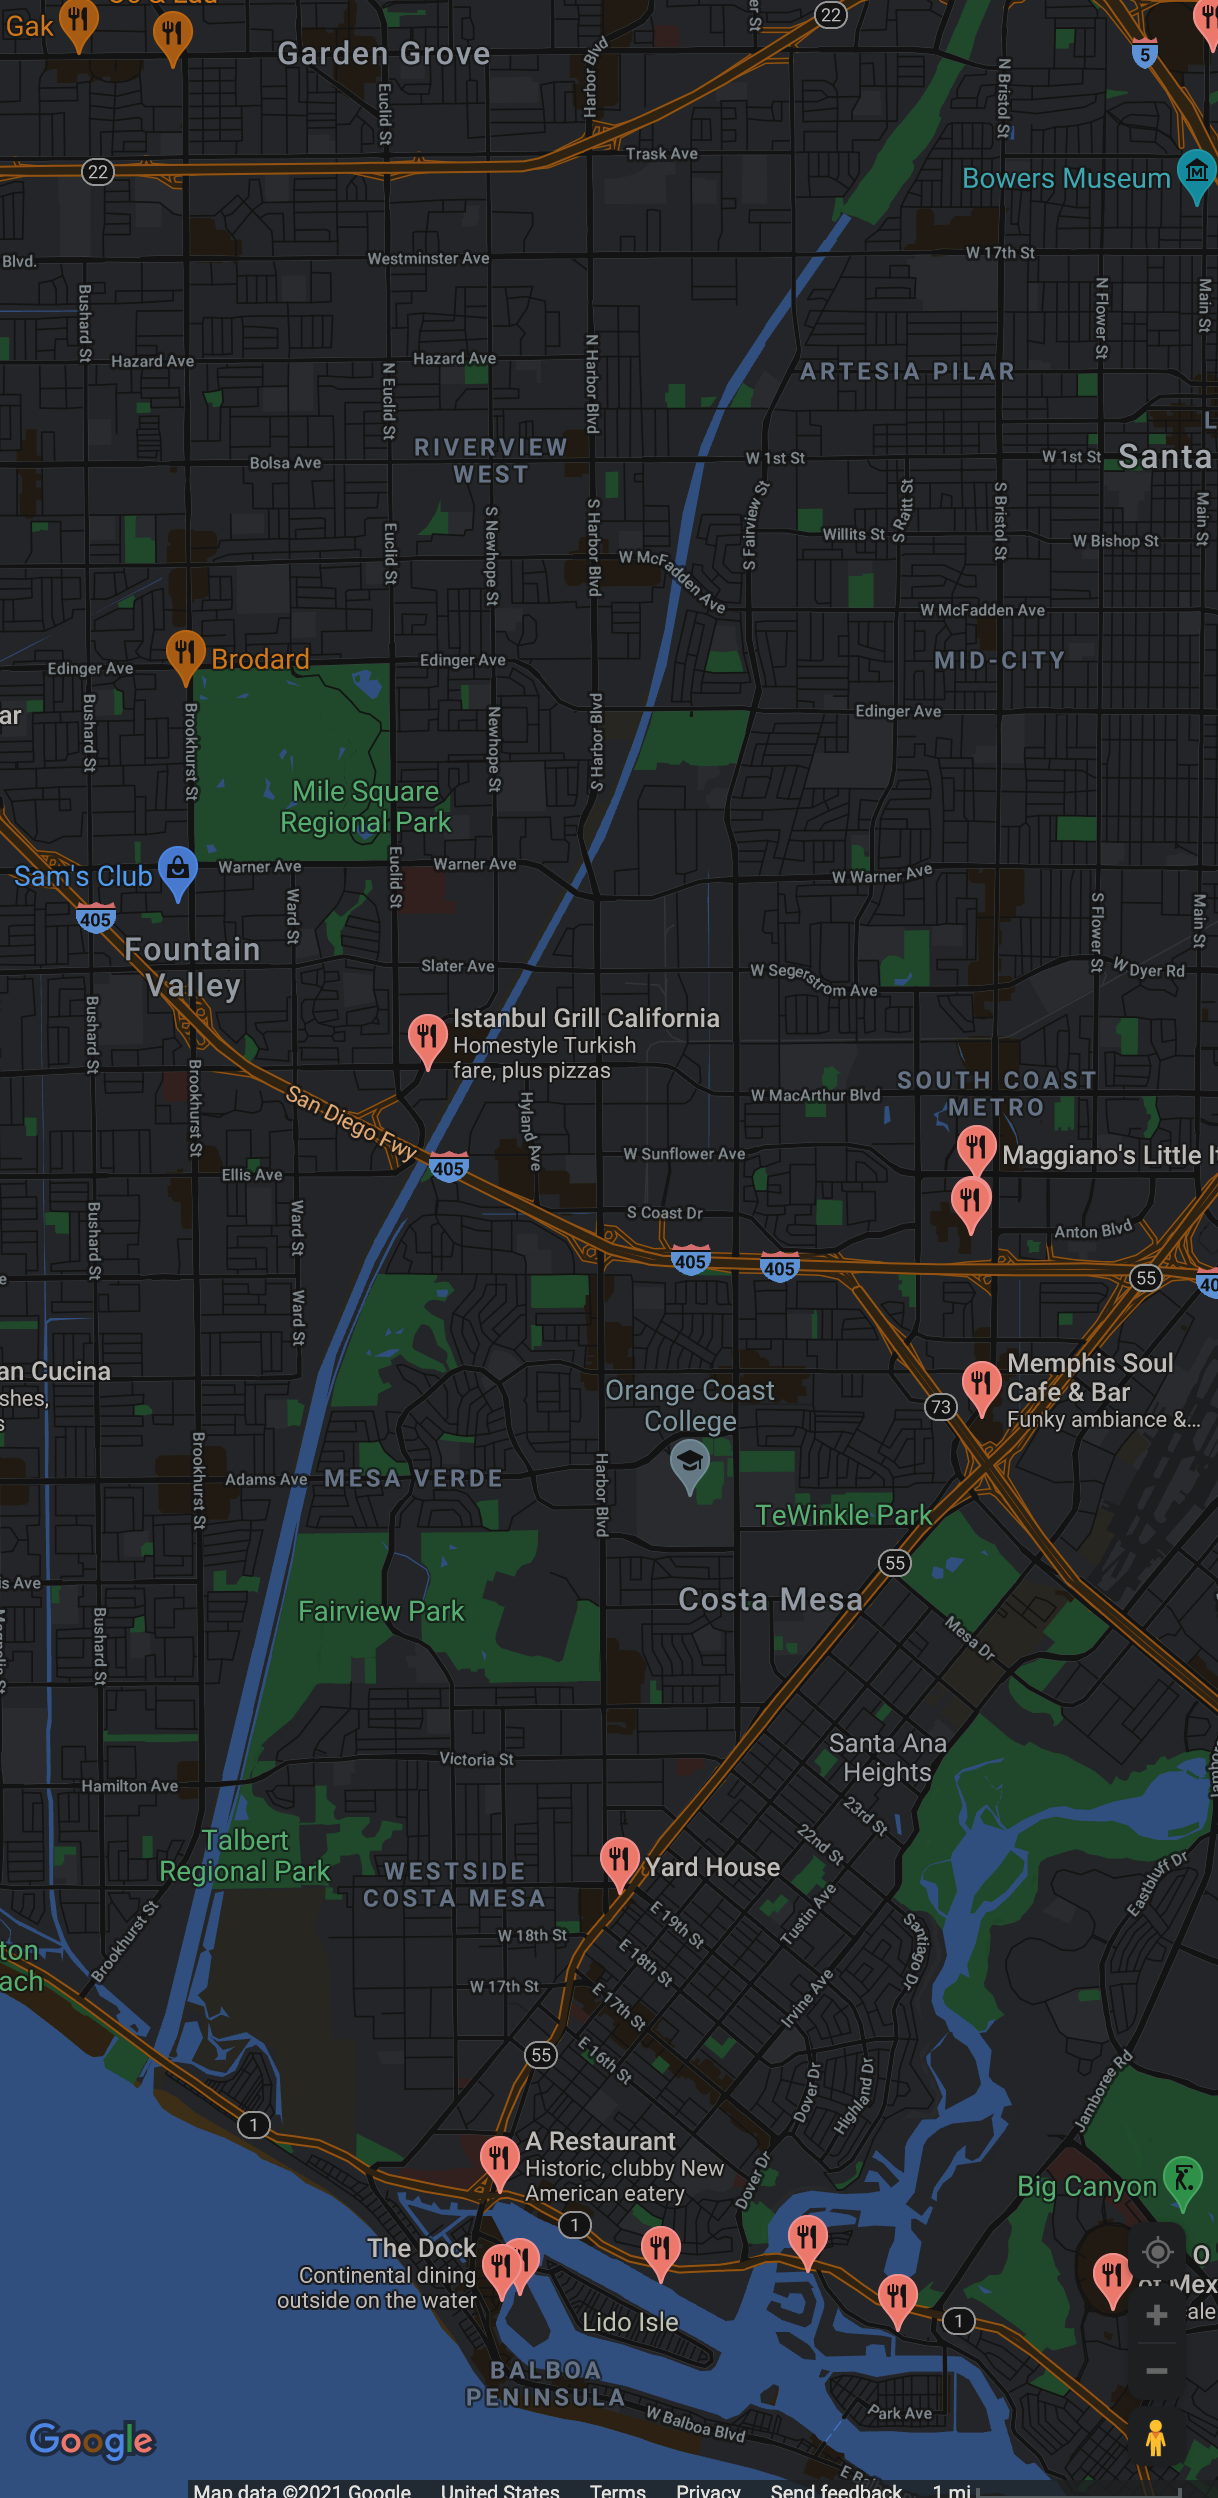 Gak
Garden Grove
22
5
Harbor Blvd
Euclid St
N Bristol St
Trask Ave
22
Bowers Museum
Blvd.
Westminster Ave
W 17th St
Bushard St
N Flower St
Main St
Hazard Ave
Hazard Ave
N Harbor Blvd
N Euclid St
ARTESIA PILAR
RIVERVIEW
WEST
Bolsa Ave
W 1st St
W 1st St
Santa
S Newhope St
S Harbor Blvd
S Fairview St
S Raitt St
S Bristol St
Main St
Willits St
W Bishop St
Euclid St
W McFadden Ave
W McFadden Ave
Brodard
Edinger Ave
Edinger Ave
MID-CITY
ar
Bushard St
Brookhurst St
Newhope St
S Harbor Blvd
Edinger Ave
Mile Square
Regional Park
Sam's Club
Warner Ave
Warner Ave
W Warner Ave
Euclid St
Ward St
405
S Flower St
Main St
Fountain
Valley
Slater Ave
W Segerstrom Ave
W Dyer Rd
Bushard St
Istanbul Grill California
Homestyle Turkish
fare, plus pizzas
Brookhurst St
San Diego Fwy
Hyland Ave
W MacArthur Blvd
SOUTH COAST
METRO
Maggiano's Little It
W Sunflower Ave
405
Ellis Ave
Bushard St
Ward St
S Coast Dr
Anton Blvd
405
405
55
40
Ward St
an Cucina
shes,
s
Memphis Soul
Cafe & Bar
Funky ambiance &...
Orange Coast
College
73
Brookhurst St
Adams Ave
MESA VERDE
Harbor Blvd
TeWinkle Park
55
is Ave
Costa Mesa
Fairview Park
Bushard St
Mesa Dr
Santa Ana
Heights
Victoria St
Hamilton Ave
23rd St
22nd St
Talbert
Regional Park
WESTSIDE
COSTA MESA
Yard House
Eastbluff Dr
Tustin Ave
E 19th St
Brookhurst St
Santiago Dr
W 18th St
E 18th St
ton
ach
W 17th St
E 17th St
Irvine Ave
E 16th St
55
Dover Dr
Highland Dr
Jamboree Rd
1
A Restaurant
Historic, clubby New
American eatery
Dover Dr
Big Canyon
1
The Dock
Continental dining
outside on the water
O
of Mex
ale
Lido Isle
1
BALBOA
PENINSULA
W Balboa Blvd
Park Ave
Google
Map data ©2021 Google United States Terms Privacy Send feedback 1 mi